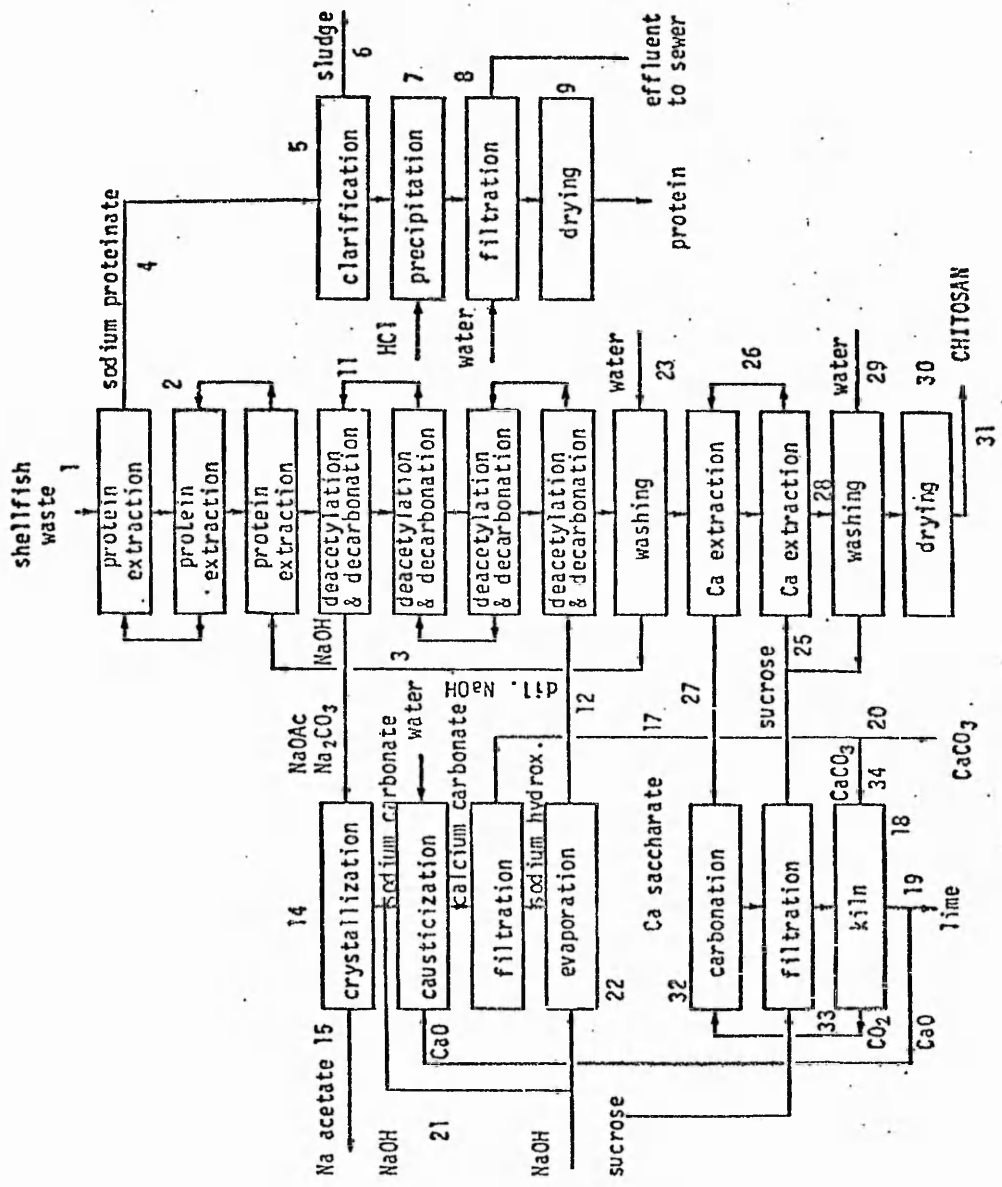 shellfish
waste
1
protein
extraction
sodium proteinate
4
protein
extraction
2
protein
extraction
NaOH
deacetylation
& decarbonation
11
deacetylation
& decarbonation
3
deacetylation
& decarbonation
dil. NaOH
deacetylation
& decarbonation
12
washing
water
23
Ca extraction
27
26
Ca extraction
sucrose
25
28
washing
water
29
drying
30
CHITOSAN
31
5
clarification
sludge
6
HCl
precipitation
7
water
filtration
8
effluent
to sewer
drying
9
protein
NaOAc
Na2CO3
14
crystallization
Na acetate 15
sodium carbonate
water
causticization
CaO
NaOH
21
calcium carbonate
filtration
17
sodium hydrox.
evaporation
NaOH
22
Ca saccharate
32
carbonation
filtration
sucrose
20
CaCO3
34
kiln
18
33
CO2
CaO
19
lime
CaCO3